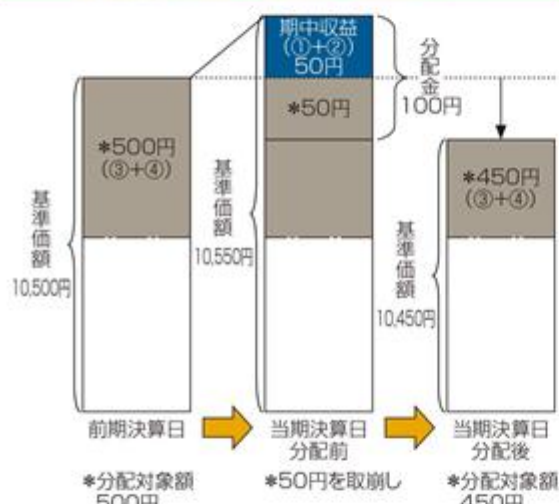 期中収益
(①+②)
50円
分配金
100円
*50円
*500円
(③+④)
*450円
(③+④)
基準価額
10,500円
基準価額
10,550円
基準価額
10,450円
前期決算日
当期決算日
分配前
当期決算日
分配後
*分配対象額
500円
*50円を取崩し
*分配対象額
450円